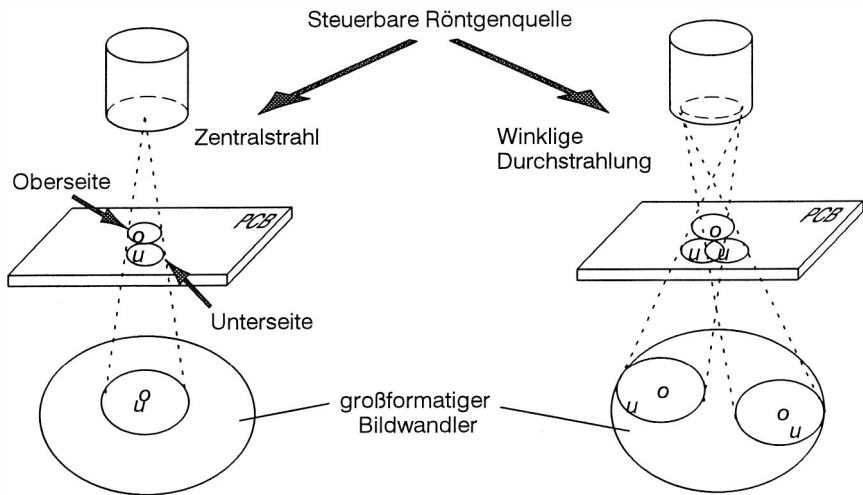 Steuerbare Röntgenquelle
Zentralstrahl
Winklige
Durchstrahlung
Oberseite
PCB
o
u
Unterseite
o
u
großformatiger
Bildwandler
PCB
o
u u
o
u
o
u